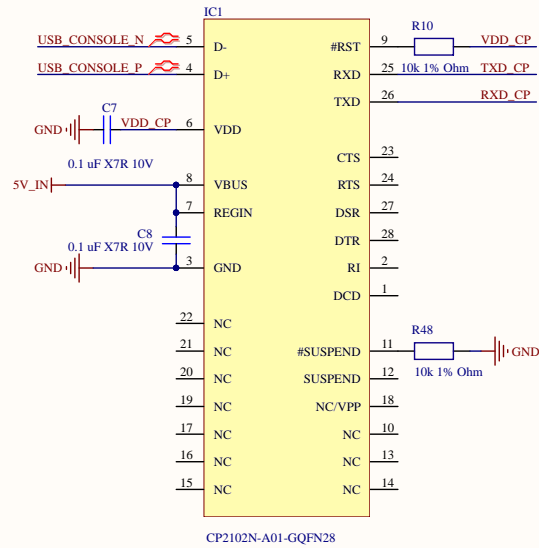 IC1
USB_CONSOLE_N 5 D- #RST 9 R10 VDD_CP
USB_CONSOLE_P 4 D+ RXD 25 10k 1% Ohm TXD_CP
TXD 26 RXD_CP
C7
GND VDD_CP 6 VDD
CTS 23
0.1 uF X7R 10V
5V_IN 8 VBUS RTS 24
7 REGIN DSR 27
C8
0.1 uF X7R 10V DTR 28
GND 3 GND RI 2
DCD 1
22 NC
R48
21 NC #SUSPEND 11 GND
10k 1% Ohm
20 NC SUSPEND 12
19 NC NC/VPP 18
17 NC NC 10
16 NC NC 13
15 NC NC 14
CP2102N-A01-GQFN28